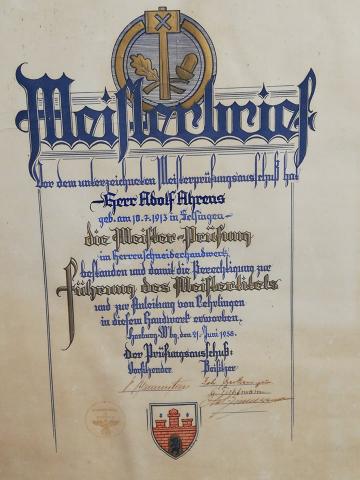 Meisterbrief
Vor dem unterzeichneten Meisterprüfungsausschuß hat
Herr Adolf Ahrens
geb. am 10.7.1913 in
die Meister-Prüfung
im Herrenschneiderhandwerk
bestanden und damit die Berechtigung zur
Führung des Meistertitels
und zur Anleitung von Lehrlingen
in diesem Handwerk erworben.
Harburg-W'bg, den 21. Juni 1938.
Der Prüfungsausschuß:
Vorsitzender Beisitzer